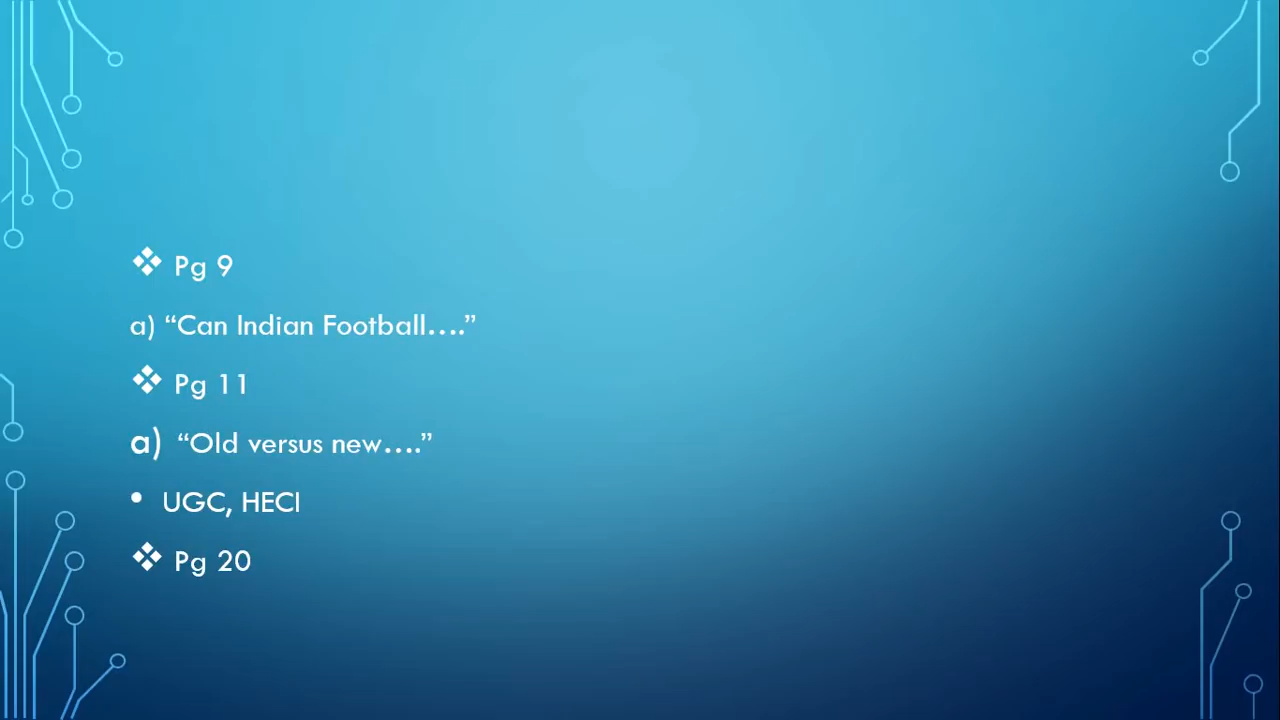 ❖ Pg 9
a) “Can Indian Football….”
❖ Pg 11
a) “Old versus new….”
• UGC, HECI
❖ Pg 20